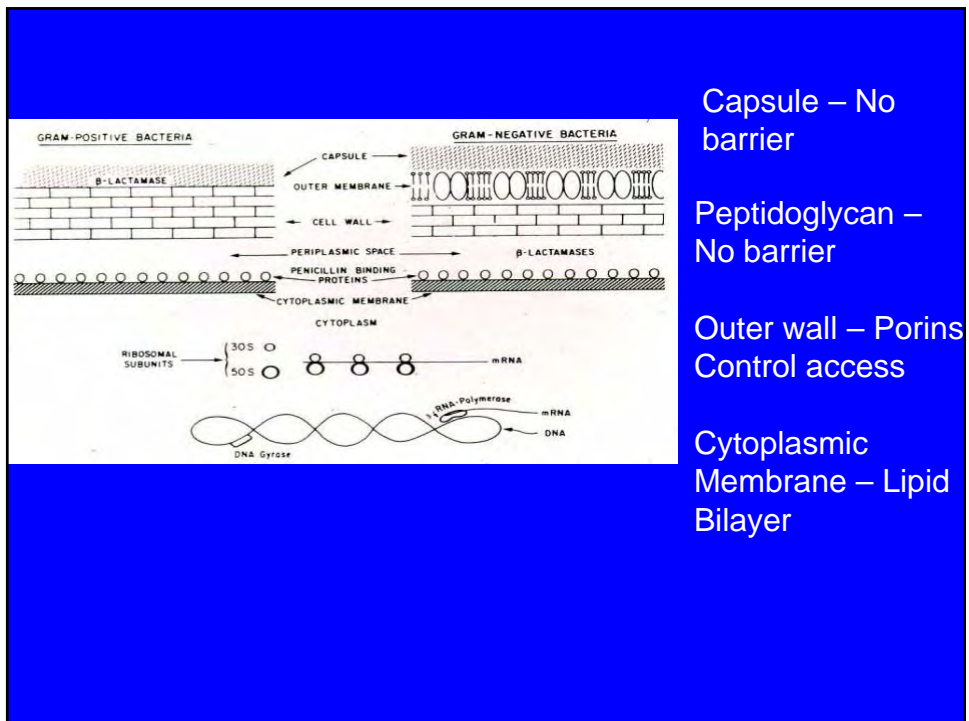 GRAM-POSITIVE BACTERIA
GRAM-NEGATIVE BACTERIA
CAPSULE
β-LACTAMASE
OUTER MEMBRANE
CELL WALL
PERIPLASMIC SPACE
β-LACTAMASES
PENICILLIN BINDING
PROTEINS
CYTOPLASMIC MEMBRANE
CYTOPLASM
RIBOSOMAL
SUBUNITS
30S
50S
mRNA
RNA-Polymerase
mRNA
DNA
DNA Gyrase
Capsule – No
barrier
Peptidoglycan –
No barrier
Outer wall – Porins
Control access
Cytoplasmic
Membrane – Lipid
Bilayer